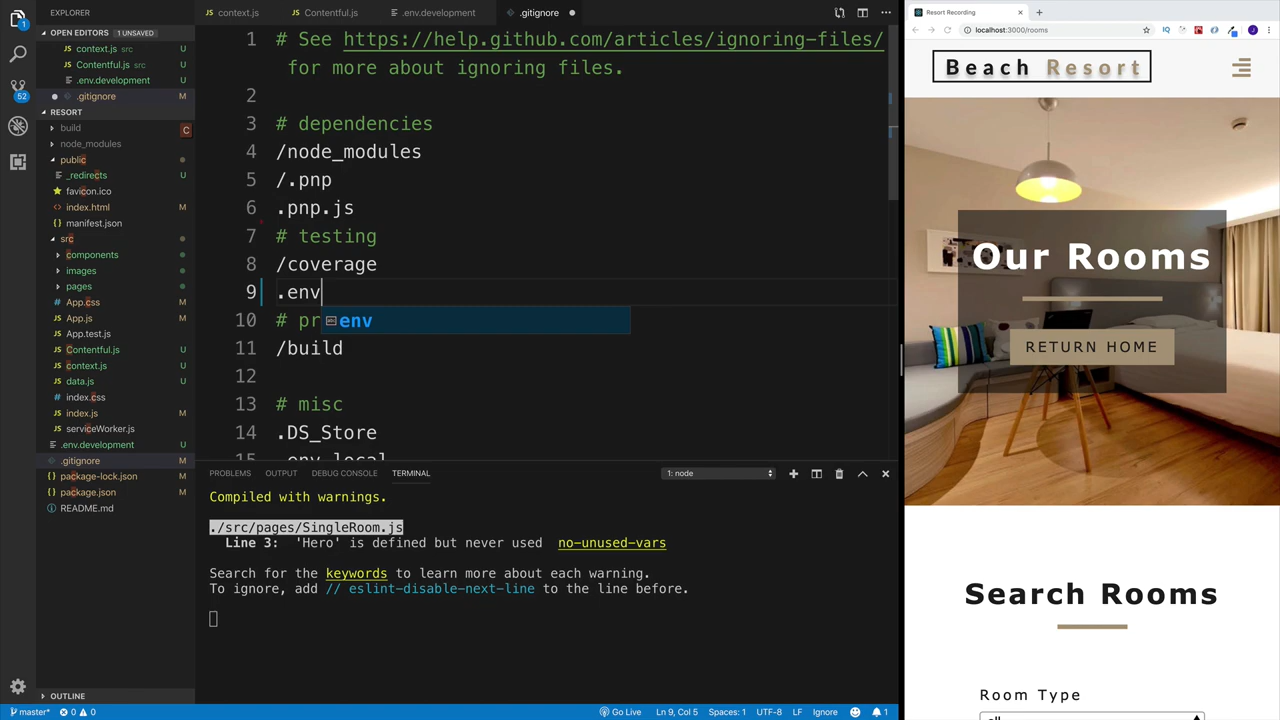 EXPLORER
context.js
Contentful.js
.env.development
.gitignore
OPEN EDITORS 1 UNSAVED
context.js src
Contentful.js src
.env.development
.gitignore M
RESORT
build
node_modules
public
_redirects U
favicon.ico
index.html M
manifest.json
src
components
images
pages
App.css M
App.js M
App.test.js
Contentful.js U
context.js U
data.js U
index.css
index.js M
serviceWorker.js
.env.development U
.gitignore M
package-lock.json M
package.json M
README.md
OUTLINE
1 # See https://help.github.com/articles/ignoring-files/
for more about ignoring files.
2
3 # dependencies
4 /node_modules
5 /.pnp
6 .pnp.js
7 # testing
8 /coverage
9 .env
env
10 # pr
11 /build
12
13 # misc
14 .DS_Store
15 .env.local
PROBLEMS OUTPUT DEBUG CONSOLE TERMINAL 1: node
Compiled with warnings.
./src/pages/SingleRoom.js
Line 3: 'Hero' is defined but never used no-unused-vars
Search for the keywords to learn more about each warning.
To ignore, add // eslint-disable-next-line to the line before.
master* 0 0 Go Live Ln 9, Col 5 Spaces: 1 UTF-8 LF Ignore 1
Resort Recording
localhost:3000/rooms
Beach Resort
Our Rooms
RETURN HOME
Search Rooms
Room Type
all